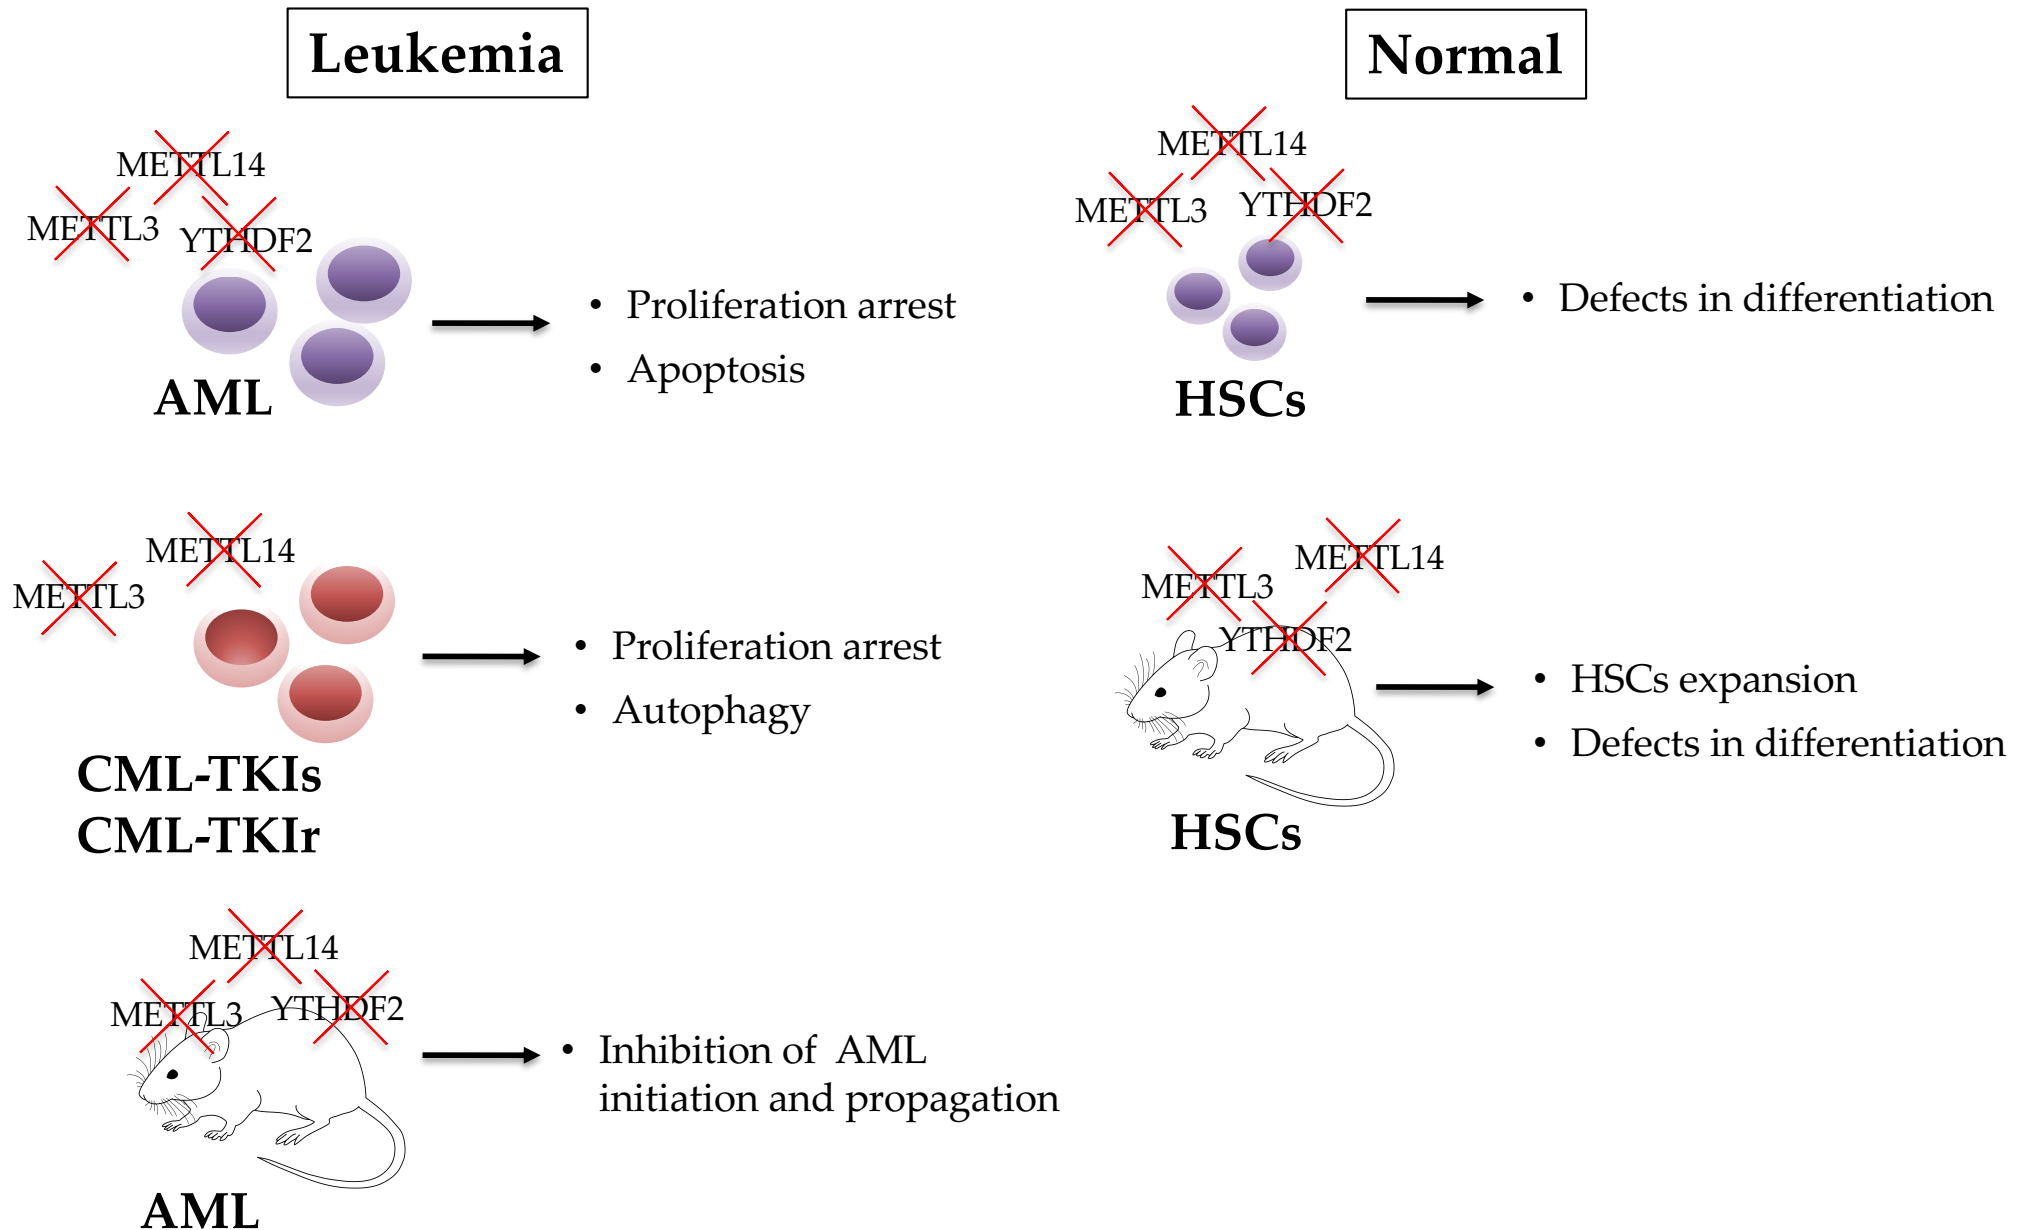 Leukemia
METTL14
METTL3
YTHDF2
AML
• Proliferation arrest
• Apoptosis
METTL14
METTL3
CML-TKIs
CML-TKIr
• Proliferation arrest
• Autophagy
METTL14
METTL3
YTHDF2
AML
• Inhibition of  AML
initiation and propagation
Normal
METTL14
METTL3
YTHDF2
HSCs
• Defects in differentiation
METTL14
METTL3
YTHDF2
HSCs
• HSCs expansion
• Defects in differentiation